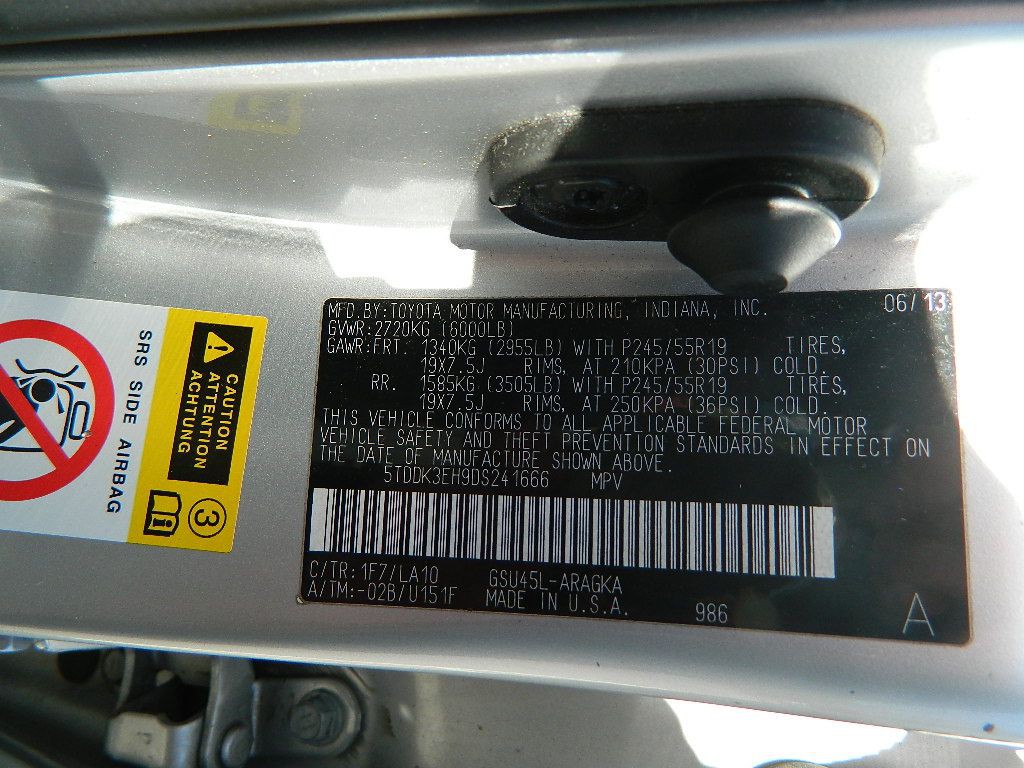 MFD.BY:TOYOTA MOTOR MANUFACTURING, INDIANA, INC. 06/13
GVWR:2720KG (6000LB)
GAWR:FRT. 1340KG (2955LB) WITH P245/55R19 TIRES,
19X7.5J RIMS, AT 210KPA (30PSI) COLD.
RR. 1585KG (3505LB) WITH P245/55R19 TIRES,
19X7.5J RIMS, AT 250KPA (36PSI) COLD.
THIS VEHICLE CONFORMS TO ALL APPLICABLE FEDERAL MOTOR
VEHICLE SAFETY AND THEFT PREVENTION STANDARDS IN EFFECT ON
THE DATE OF MANUFACTURE SHOWN ABOVE.
5TDDK3EH9DS241666 MPV
C/TR:1F7/LA10 GSU45L-ARAGKA
A/TM:-02B/U151F MADE IN U.S.A. 986 A
CAUTION
ATTENTION
ACHTUNG
3
SRS SIDE AIRBAG